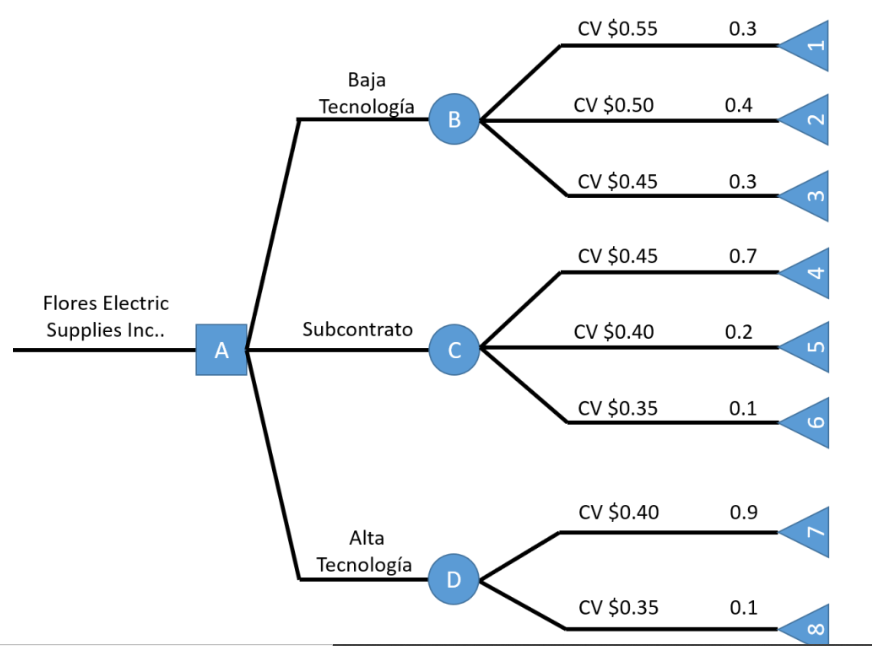 CV $0.55 0.3
1
Baja
Tecnología
B
CV $0.50 0.4
2
CV $0.45 0.3
3
CV $0.45 0.7
4
Flores Electric
Supplies Inc..
A
Subcontrato
C
CV $0.40 0.2
5
CV $0.35 0.1
6
CV $0.40 0.9
7
Alta
Tecnología
D
CV $0.35 0.1
8